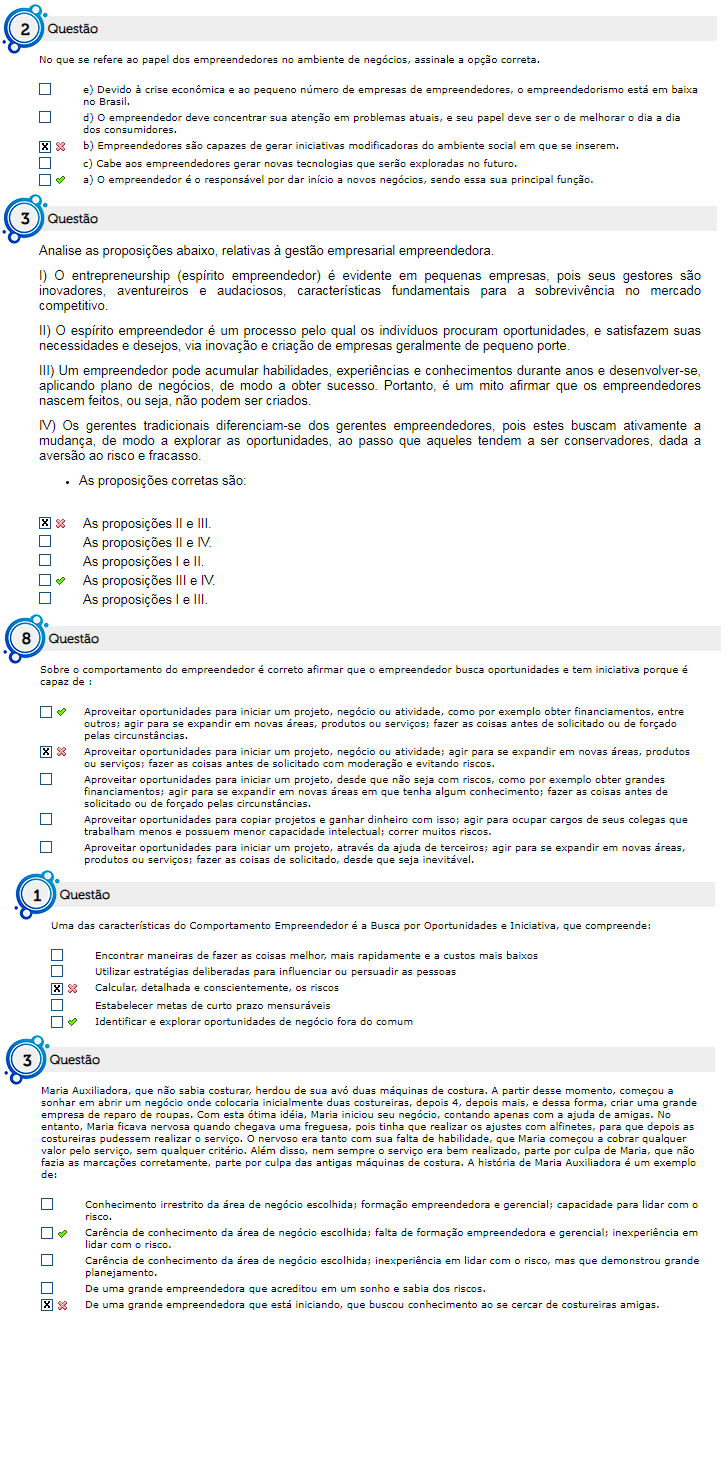 2 Questão
No que se refere ao papel dos empreendedores no ambiente de negócios, assinale a opção correta.
e) Devido à crise econômica e ao pequeno número de empresas de empreendedores, o empreendedorismo está em baixa
no Brasil.
d) O empreendedor deve concentrar sua atenção em problemas atuais, e seu papel deve ser o de melhorar o dia a dia
dos consumidores.
b) Empreendedores são capazes de gerar iniciativas modificadoras do ambiente social em que se inserem.
c) Cabe aos empreendedores gerar novas tecnologias que serão exploradas no futuro.
a) O empreendedor é o responsável por dar início a novos negócios, sendo essa sua principal função.
3 Questão
Analise as proposições abaixo, relativas à gestão empresarial empreendedora.
I) O entrepreneurship (espírito empreendedor) é evidente em pequenas empresas, pois seus gestores são
inovadores, aventureiros e audaciosos, características fundamentais para a sobrevivência no mercado
competitivo.
II) O espírito empreendedor é um processo pelo qual os indivíduos procuram oportunidades, e satisfazem suas
necessidades e desejos, via inovação e criação de empresas geralmente de pequeno porte.
III) Um empreendedor pode acumular habilidades, experiências e conhecimentos durante anos e desenvolver-se,
aplicando plano de negócios, de modo a obter sucesso. Portanto, é um mito afirmar que os empreendedores
nascem feitos, ou seja, não podem ser criados.
IV) Os gerentes tradicionais diferenciam-se dos gerentes empreendedores, pois estes buscam ativamente a
mudança, de modo a explorar as oportunidades, ao passo que aqueles tendem a ser conservadores, dada a
aversão ao risco e fracasso.
• As proposições corretas são:
As proposições II e III.
As proposições II e IV.
As proposições I e II.
As proposições III e IV.
As proposições I e III.
8 Questão
Sobre o comportamento do empreendedor é correto afirmar que o empreendedor busca oportunidades e tem iniciativa porque é
capaz de :
Aproveitar oportunidades para iniciar um projeto, negócio ou atividade, como por exemplo obter financiamentos, entre
outros; agir para se expandir em novas áreas, produtos ou serviços; fazer as coisas antes de solicitado ou de forçado
pelas circunstâncias.
Aproveitar oportunidades para iniciar um projeto, negócio ou atividade; agir para se expandir em novas áreas, produtos
ou serviços; fazer as coisas antes de solicitado com moderação e evitando riscos.
Aproveitar oportunidades para iniciar um projeto, desde que não seja com riscos, como por exemplo obter grandes
financiamentos; agir para se expandir em novas áreas em que tenha algum conhecimento; fazer as coisas antes de
solicitado ou de forçado pelas circunstâncias.
Aproveitar oportunidades para copiar projetos e ganhar dinheiro com isso; agir para ocupar cargos de seus colegas que
trabalham menos e possuem menor capacidade intelectual; correr muitos riscos.
Aproveitar oportunidades para iniciar um projeto, através da ajuda de terceiros; agir para se expandir em novas áreas,
produtos ou serviços; fazer as coisas de solicitado, desde que seja inevitável.
1 Questão
Uma das características do Comportamento Empreendedor é a Busca por Oportunidades e Iniciativa, que compreende:
Encontrar maneiras de fazer as coisas melhor, mais rapidamente e a custos mais baixos
Utilizar estratégias deliberadas para influenciar ou persuadir as pessoas
Calcular, detalhada e conscientemente, os riscos
Estabelecer metas de curto prazo mensuráveis
Identificar e explorar oportunidades de negócio fora do comum
3 Questão
Maria Auxiliadora, que não sabia costurar, herdou de sua avó duas máquinas de costura. A partir desse momento, começou a
sonhar em abrir um negócio onde colocaria inicialmente duas costureiras, depois 4, depois mais, e dessa forma, criar uma grande
empresa de reparo de roupas. Com esta ótima idéia, Maria iniciou seu negócio, contando apenas com a ajuda de amigas. No
entanto, Maria ficava nervosa quando chegava uma freguesa, pois tinha que realizar os ajustes com alfinetes, para que depois as
costureiras pudessem realizar o serviço. O nervoso era tanto com sua falta de habilidade, que Maria começou a cobrar qualquer
valor pelo serviço, sem qualquer critério. Além disso, nem sempre o serviço era bem realizado, parte por culpa de Maria, que não
fazia as marcações corretamente, parte por culpa das antigas máquinas de costura. A história de Maria Auxiliadora é um exemplo
de:
Conhecimento irrestrito da área de negócio escolhida; formação empreendedora e gerencial; capacidade para lidar com o
risco.
Carência de conhecimento da área de negócio escolhida; falta de formação empreendedora e gerencial; inexperiência em
lidar com o risco.
Carência de conhecimento da área de negócio escolhida; inexperiência em lidar com o risco, mas que demonstrou grande
planejamento.
De uma grande empreendedora que acreditou em um sonho e sabia dos riscos.
De uma grande empreendedora que está iniciando, que buscou conhecimento ao se cercar de costureiras amigas.